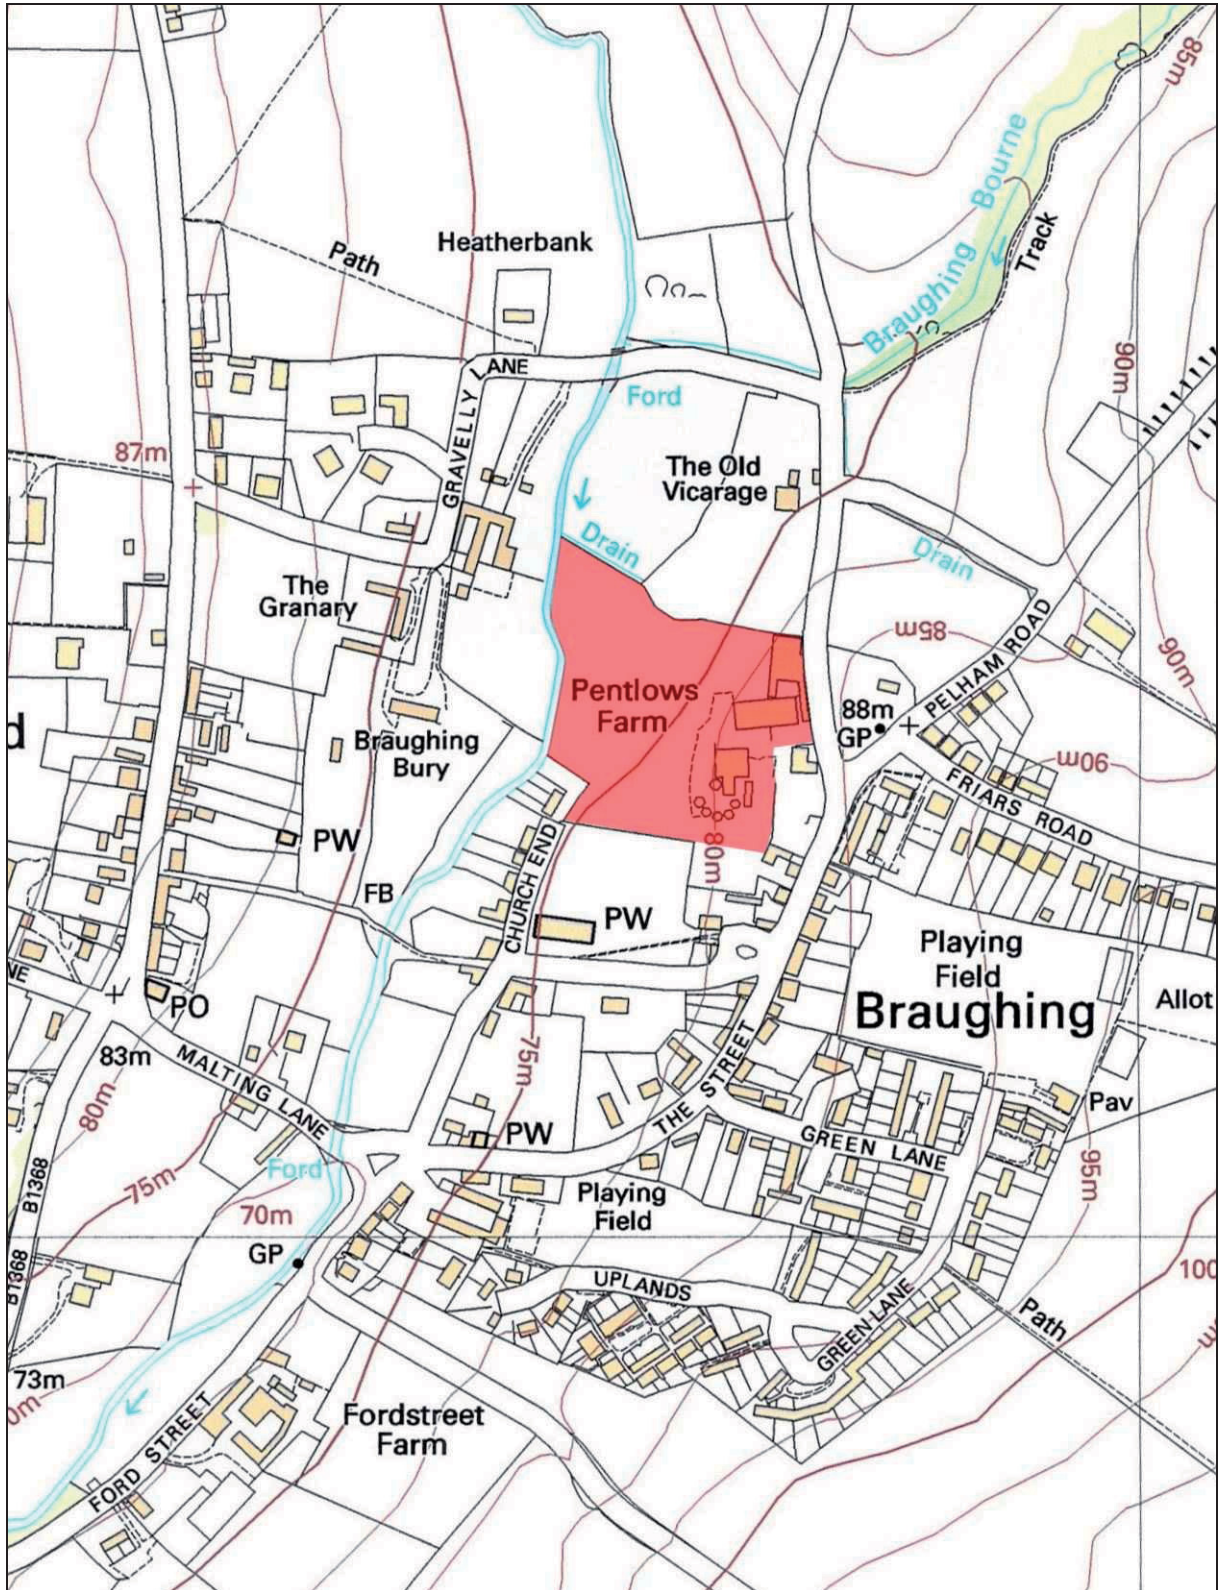 85m
Braughing Bourne
Track
Path
Heatherbank
90m
GRAVELLY LANE
Ford
87m
The Old
Vicarage
Drain
Drain
The
Granary
85m
PELHAM ROAD
90m
Pentlows
Farm
88m
GP
d
Braughing
Bury
90m
FRIARS ROAD
PW
80m
CHURCH END
FB
PW
Playing
Field
NE
Braughing
Allot
PO
83m
75m
MALTING LANE
THE STREET
80m
Pav
PW
GREEN LANE
B1368
Ford
75m
95m
Playing
Field
70m
GP
B1368
UPLANDS
100
GREEN LANE
Path
m
73m
0m
FORD STREET
Fordstreet
Farm